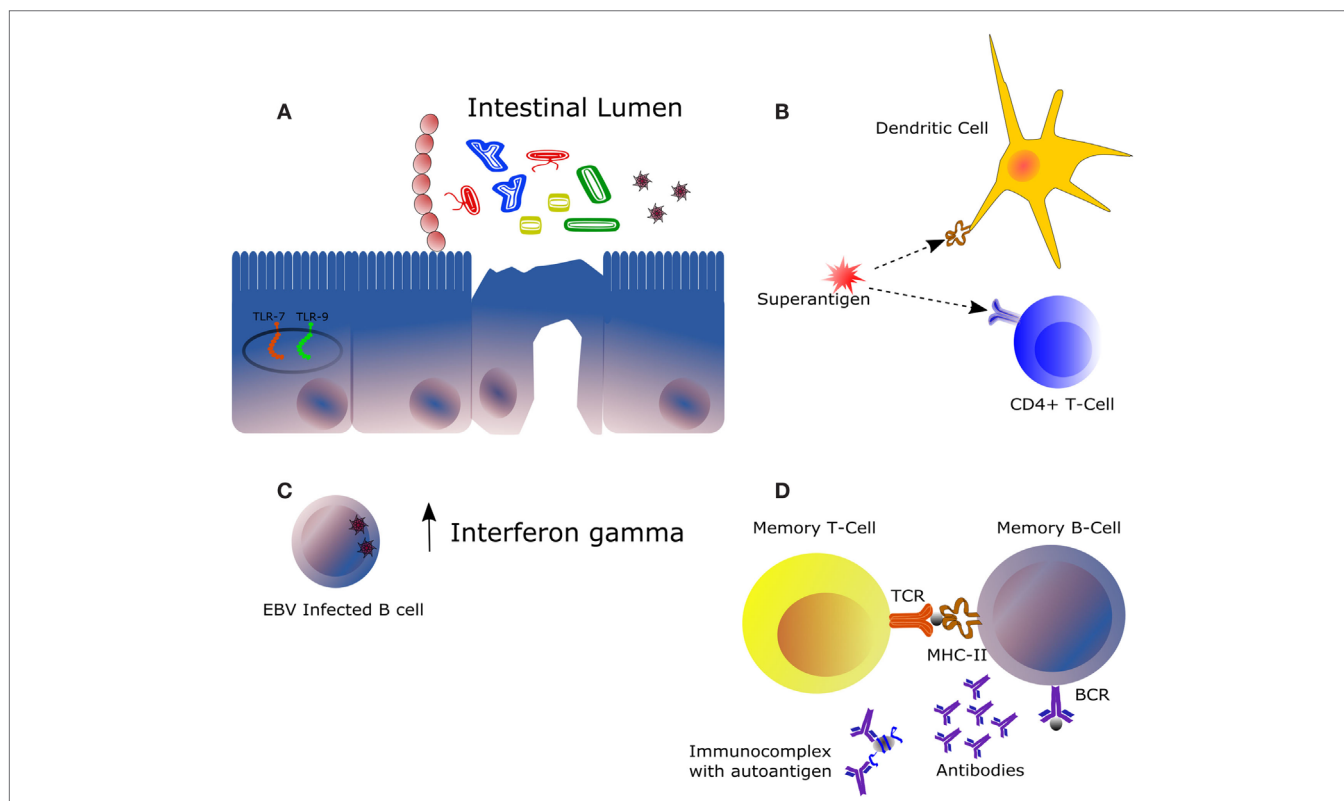 A
Intestinal Lumen
TLR-7
TLR-9
B
Dendritic Cell
Superantigen
CD4+ T-Cell
C
Interferon gamma
EBV Infected B cell
D
Memory T-Cell
Memory B-Cell
TCR
MHC-II
BCR
Immunocomplex
with autoantigen
Antibodies